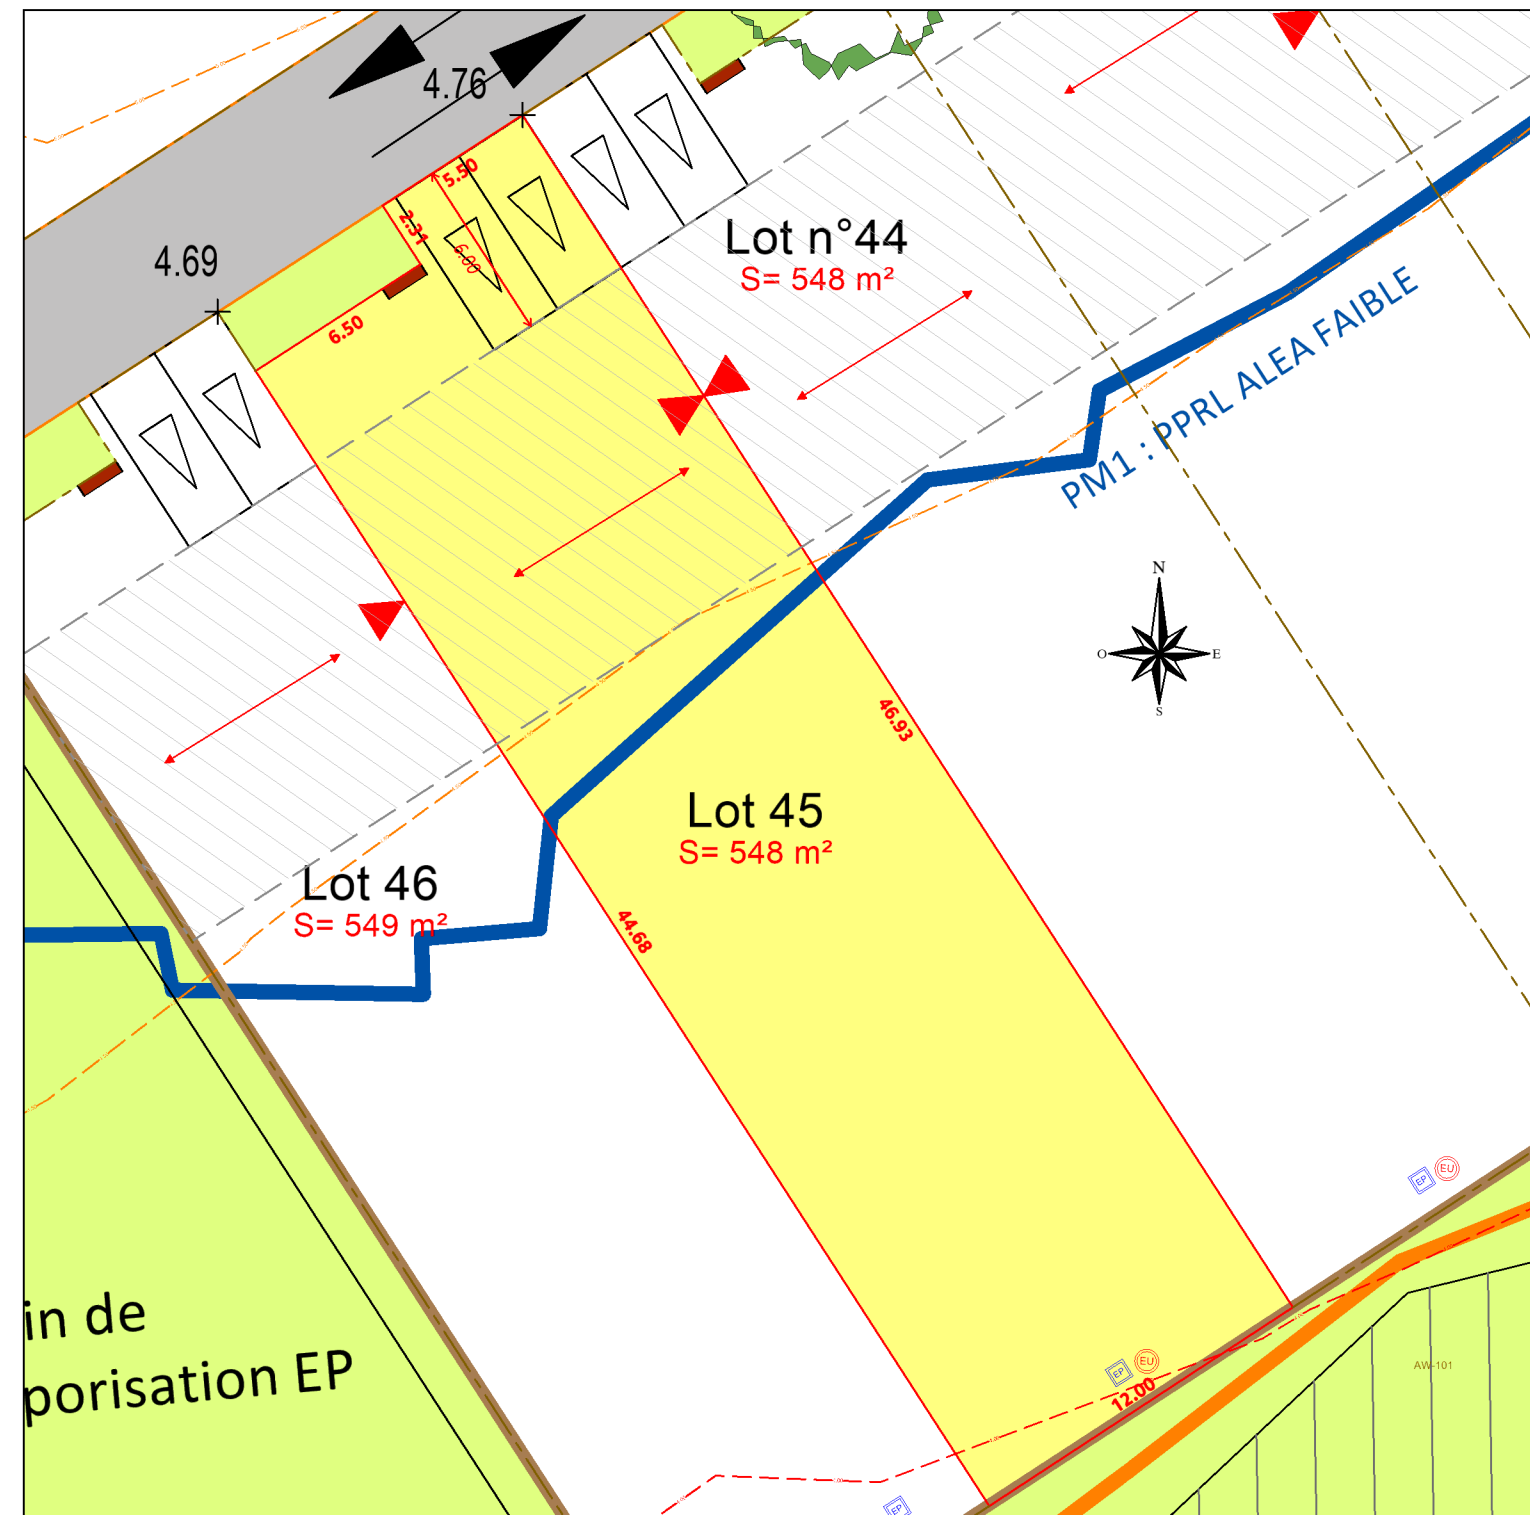 4.76
5.50
2.31
6.00
4.69
6.50
Lot n°44
S= 548 m²
PM1 : PPRL ALEA FAIBLE
N
O
E
S
46.93
Lot 45
S= 548 m²
Lot 46
S= 549 m²
44.68
EP
EU
in de
porisation EP
EP
EU
12.00
AW-101
EP